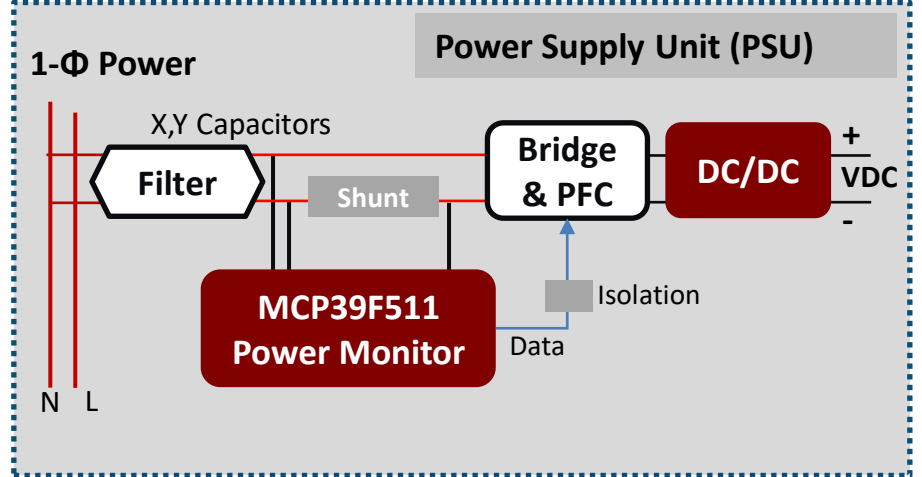 Power Supply Unit (PSU)
1-Φ Power
X,Y Capacitors
Filter
Shunt
Bridge
& PFC
DC/DC
+
VDC
-
MCP39F511
Power Monitor
Isolation
Data
N L